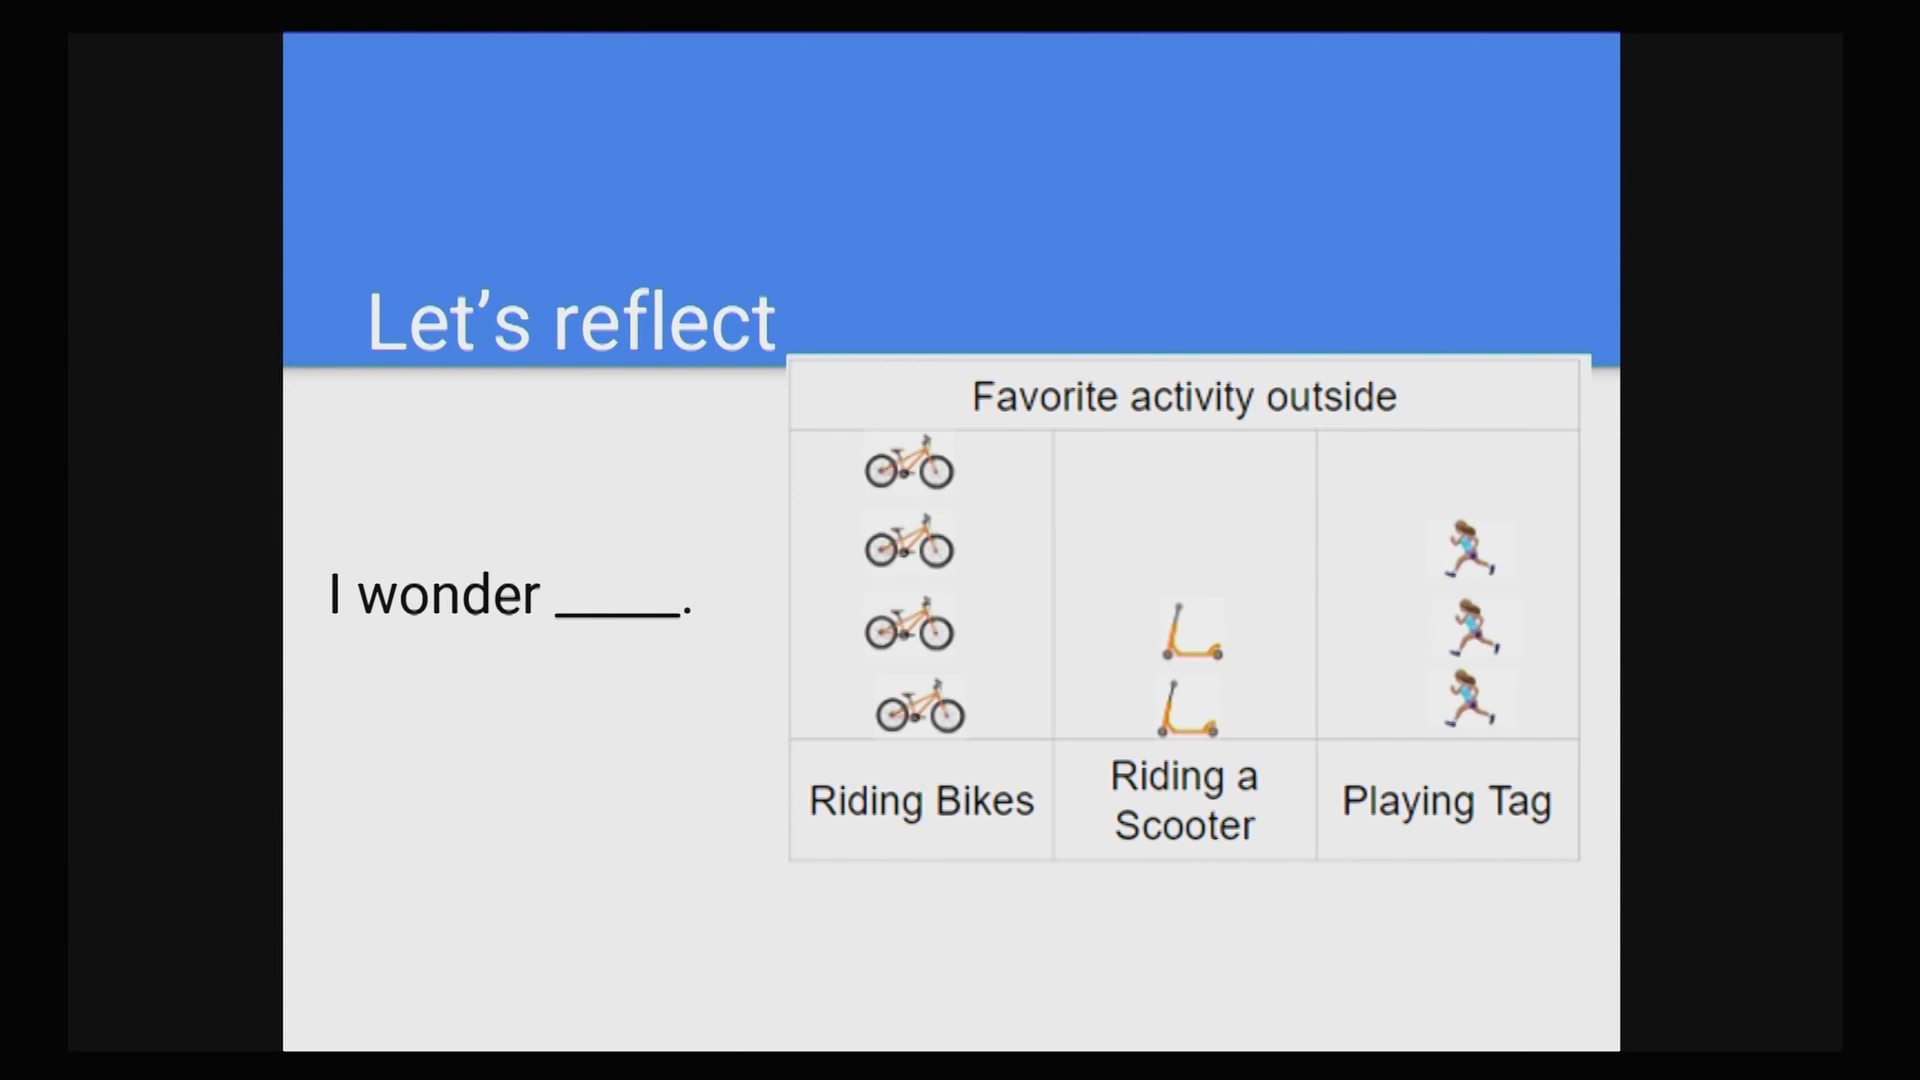 Let’s reflect
Favorite activity outside
I wonder _____.
Riding Bikes
Riding a
Scooter
Playing Tag